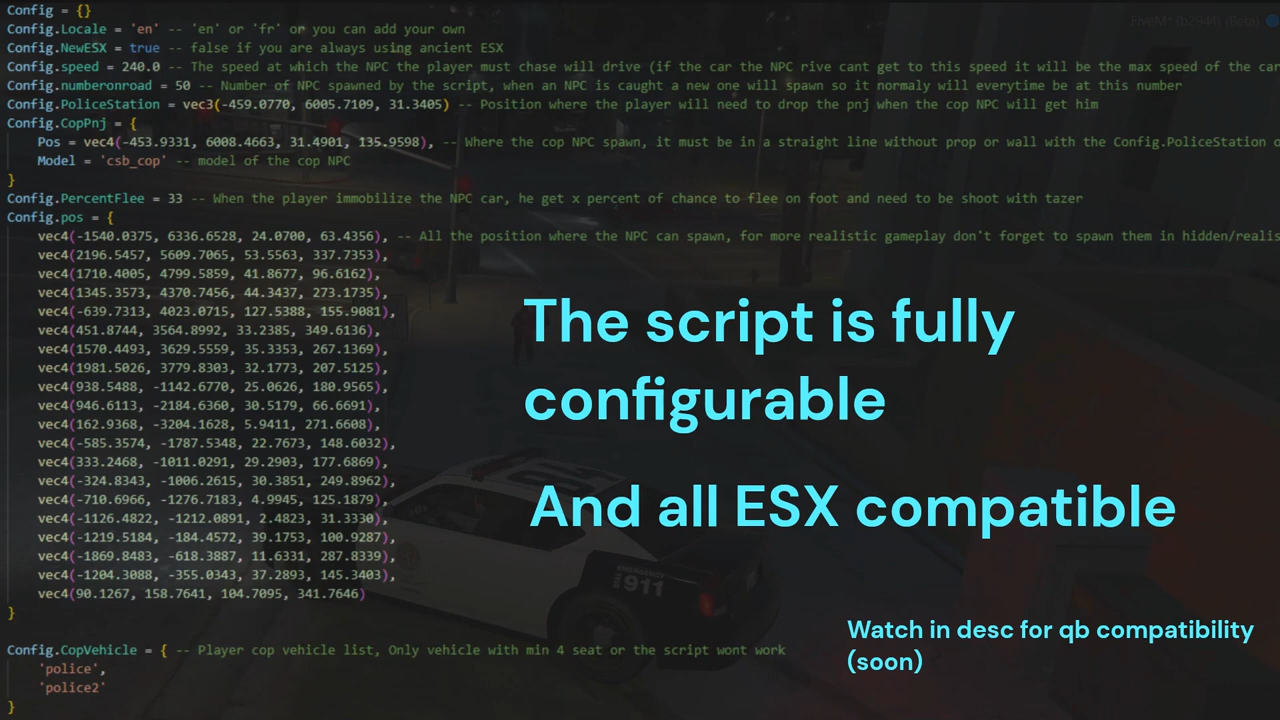 Config = {}
Config.Locale = 'en' -- 'en' or 'fr' or you can add your own
Config.NewESX = true -- false if you are always using ancient ESX
Config.speed = 240.0 -- The speed at which the NPC the player must chase will drive (if the car the NPC rive cant get to this speed it will be the max speed of the car
Config.numberonroad = 50 -- Number of NPC spawned by the script, when an NPC is caught a new one will spawn so it normaly will everytime be at this number
Config.PoliceStation = vec3(-459.0770, 6005.7109, 31.3405) -- Position where the player will need to drop the pnj when the cop NPC will get him
Config.CopPnj = {
Pos = vec4(-453.9331, 6008.4663, 31.4901, 135.9598), -- Where the cop NPC spawn, it must be in a straight line without prop or wall with the Config.PoliceStation
Model = 'csb_cop' -- model of the cop NPC
}
Config.PercentFlee = 33 -- When the player immobilize the NPC car, he get x percent of chance to flee on foot and need to be shoot with tazer
Config.pos = {
vec4(-1540.0375, 6336.6528, 24.0700, 63.4356), -- All the position where the NPC can spawn, for more realistic gameplay don't forget to spawn them in hidden/realis
vec4(2196.5457, 5609.7065, 53.5563, 337.7353),
vec4(1710.4005, 4799.5859, 41.8677, 96.6162),
vec4(1345.3573, 4370.7456, 44.3437, 273.1735),
vec4(-639.7313, 4023.0715, 127.5388, 155.9081),
vec4(451.8744, 3564.8992, 33.2385, 349.6136),
vec4(1570.4493, 3629.5559, 35.3353, 267.1369),
vec4(1981.5026, 3779.8303, 32.1773, 207.5125),
vec4(938.5488, -1142.6770, 25.0626, 180.9565),
vec4(946.6113, -2184.6360, 30.5179, 66.6691),
vec4(162.9368, -3204.1628, 5.9411, 271.6608),
vec4(-585.3574, -1787.5348, 22.7673, 148.6032),
vec4(333.2468, -1011.0291, 29.2903, 177.6869),
vec4(-324.8343, -1006.2615, 30.3851, 249.8962),
vec4(-710.6966, -1276.7183, 4.9945, 125.1879),
vec4(-1126.4822, -1212.0891, 2.4823, 31.3330),
vec4(-1219.5184, -184.4572, 39.1753, 100.9287),
vec4(-1869.8483, -618.3887, 11.6331, 287.8339),
vec4(-1204.3088, -355.0343, 37.2893, 145.3403),
vec4(90.1267, 158.7641, 104.7095, 341.7646)
}
Config.CopVehicle = { -- Player cop vehicle list, Only vehicle with min 4 seat or the script wont work
'police',
'police2'
}
FiveM® (b2944) (Beta)
The script is fully
configurable
And all ESX compatible
EMERGENCY
911
Watch in desc for qb compatibility
(soon)